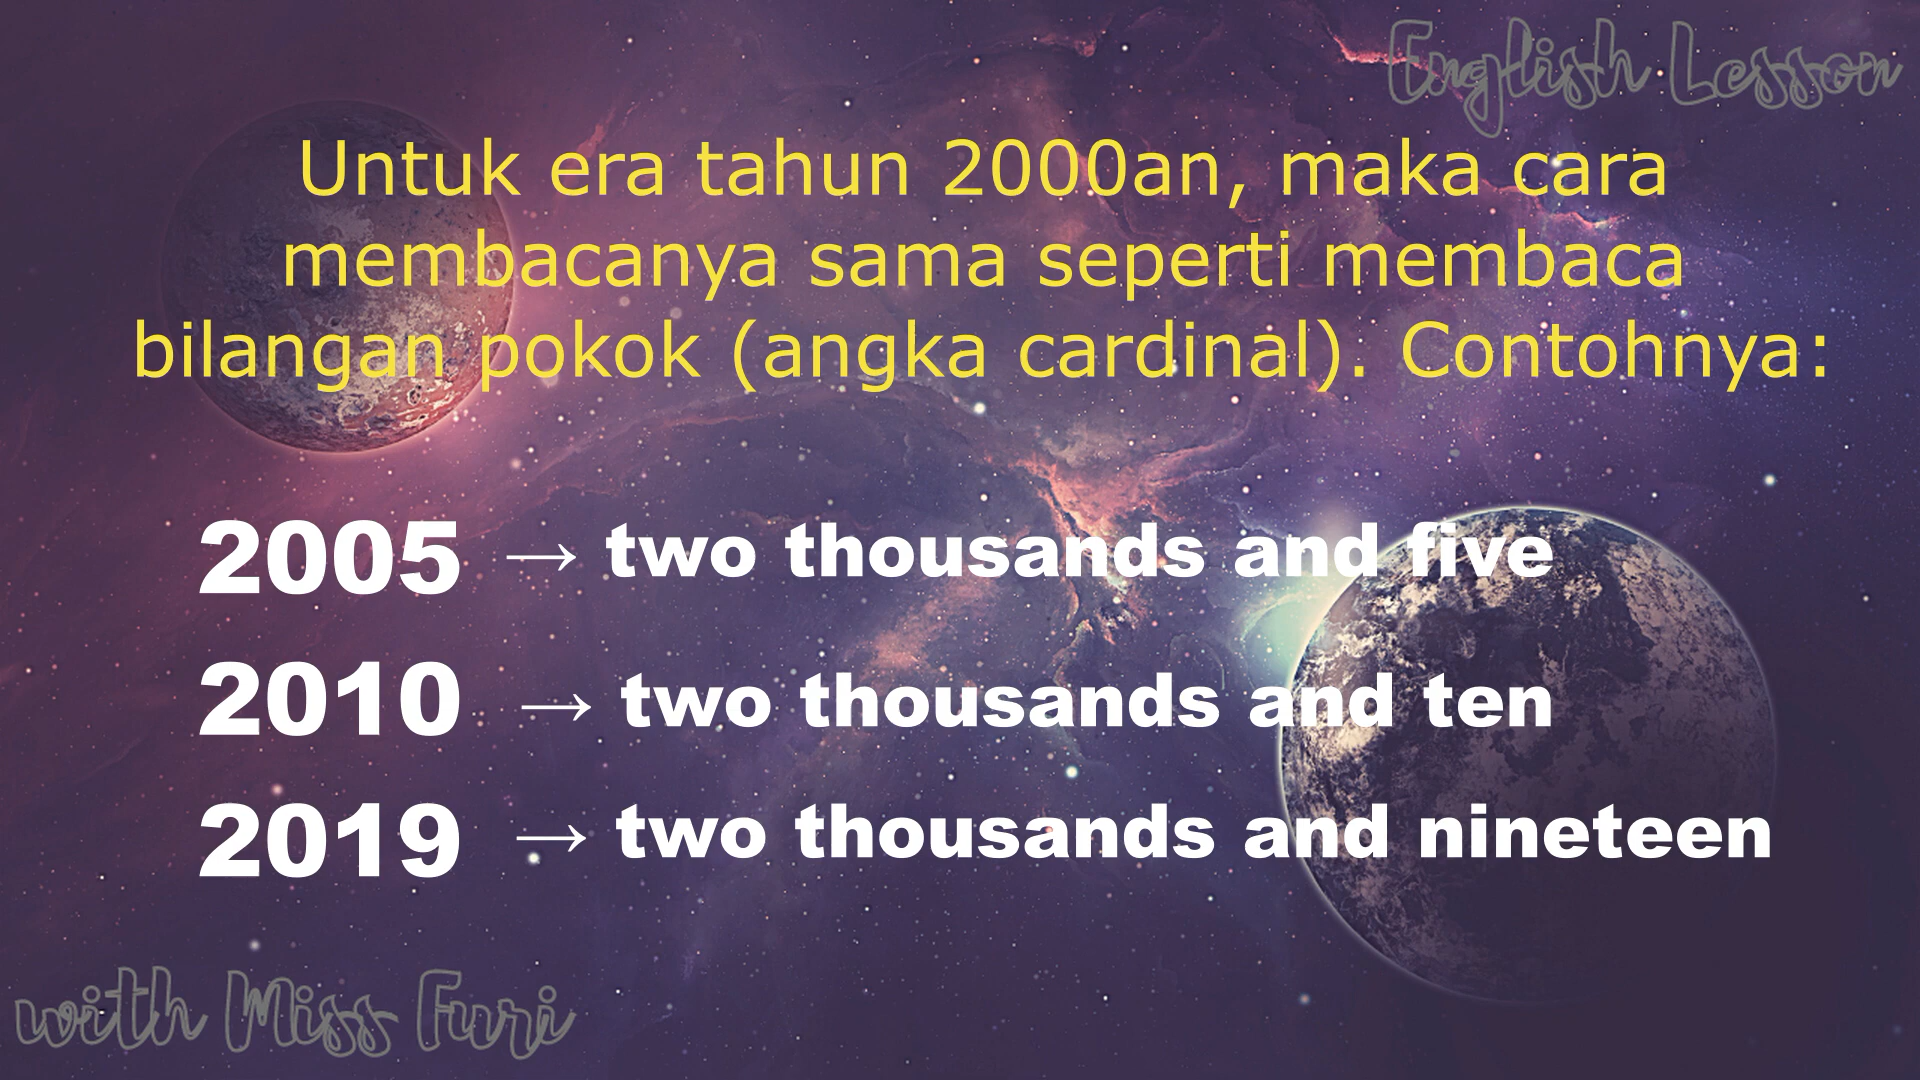 English Lesson
Untuk era tahun 2000an, maka cara
membacanya sama seperti membaca
bilangan pokok (angka cardinal). Contohnya:
2005 → two thousands and five
2010 → two thousands and ten
2019 → two thousands and nineteen
with Miss Furi